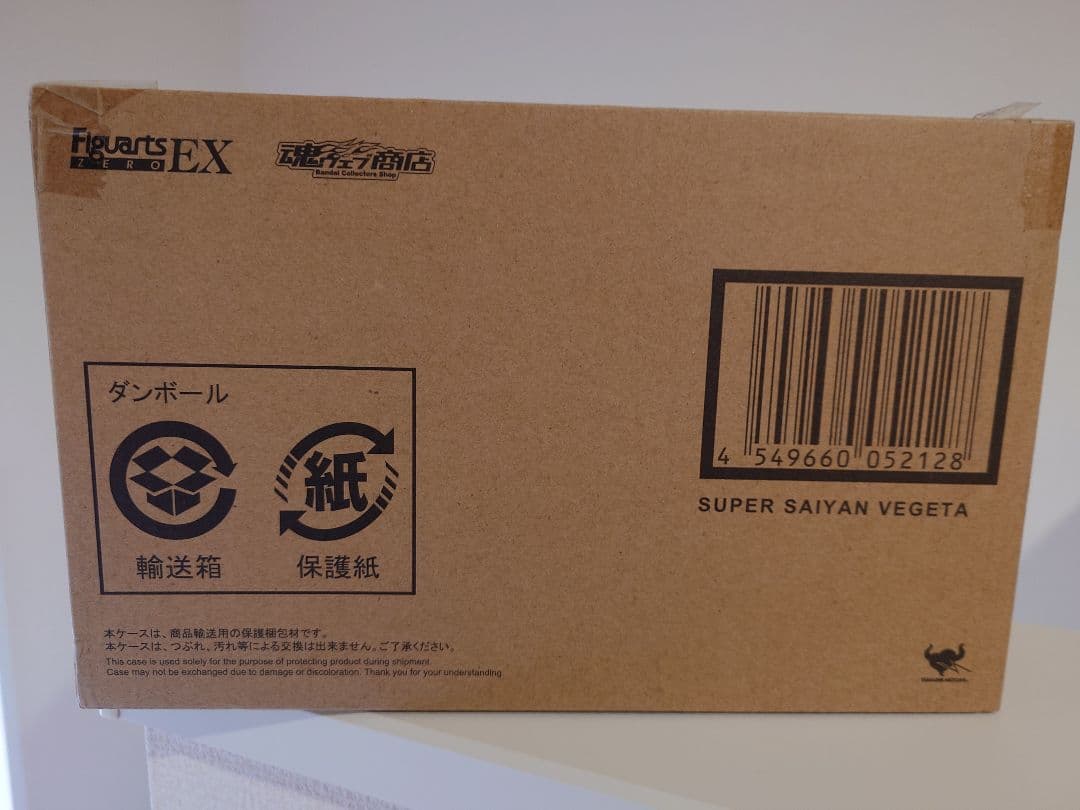 Figuarts
ZERO EX
魂ウェブ商店
Bandai Collectors Shop
4 549660 052128
SUPER SAIYAN VEGETA
ダンボール
紙
輸送箱 保護紙
本ケースは、商品輸送用の保護梱包材です。
本ケースは、つぶれ、汚れ等による交換は出来ません。ご了承ください。
This case is used solely for the purpose of protecting product during shipment.
Case may not be exchanged due to damage or discoloration. Thank you for your understanding